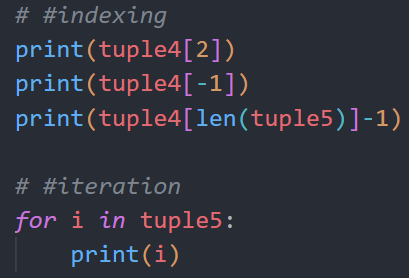 # #indexing
print(tuple4[2])
print(tuple4[-1])
print(tuple4[len(tuple5)]-1)
# #iteration
for i in tuple5:
    print(i)